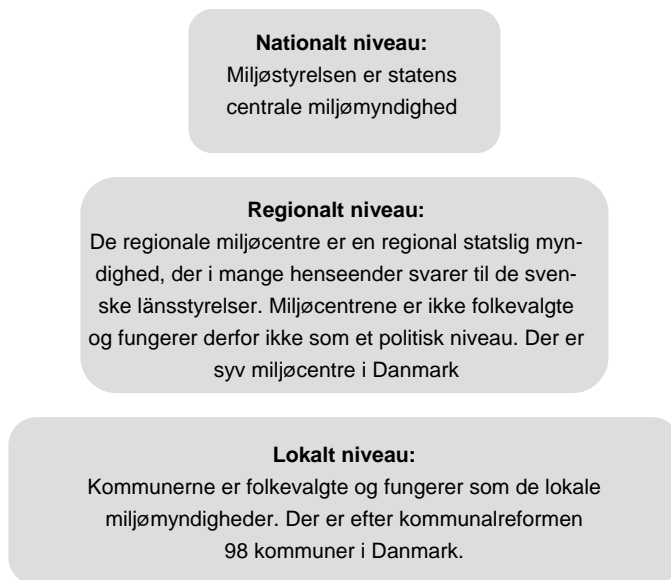 Nationalt niveau:
Miljøstyrelsen er statens
centrale miljømyndighed
Regionalt niveau:
De regionale miljøcentre er en regional statslig myn-
dighed, der i mange henseender svarer til de sven-
ske länsstyrelser. Miljøcentrene er ikke folkevalgte
og fungerer derfor ikke som et politisk niveau. Der er
syv miljøcentre i Danmark
Lokalt niveau:
Kommunerne er folkevalgte og fungerer som de lokale
miljømyndigheder. Der er efter kommunalreformen
98 kommuner i Danmark.